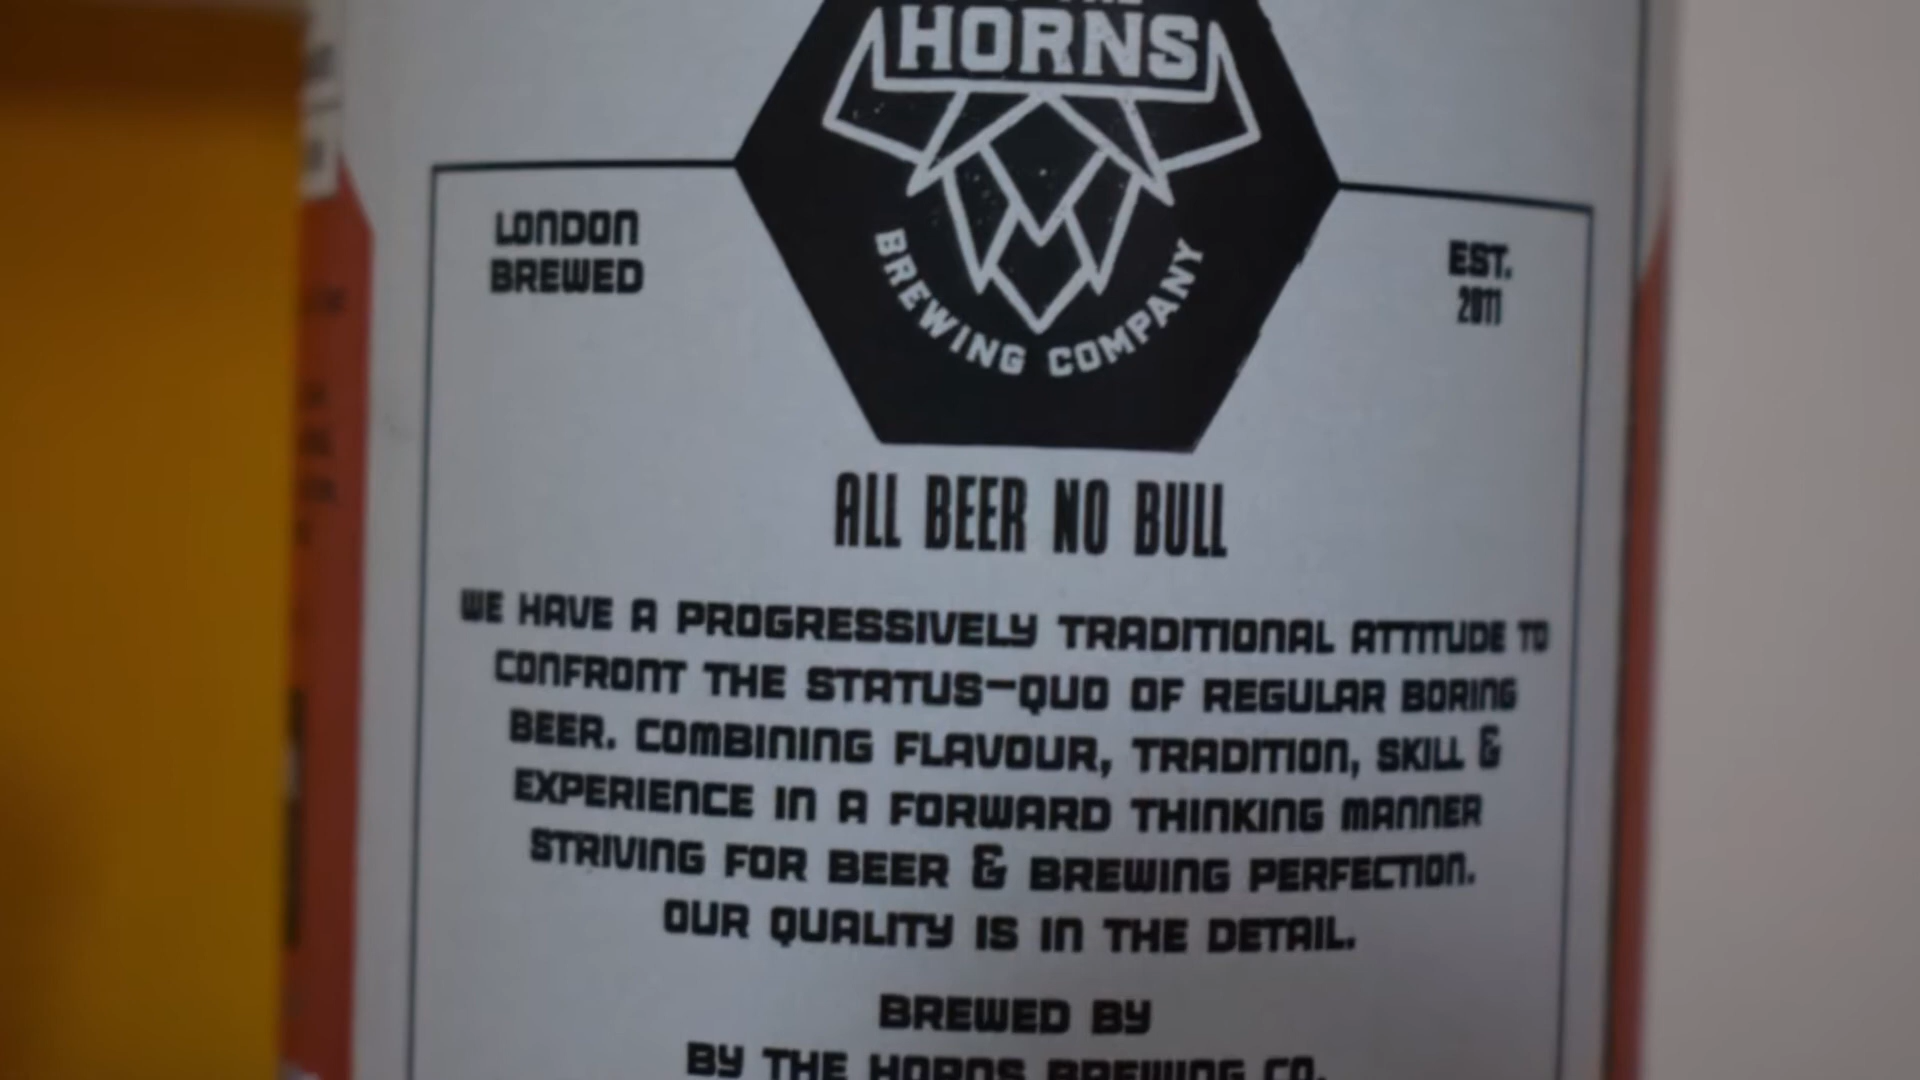 HORNS
BREWING COMPANY
LONDON
BREWED
EST.
2011
ALL BEER NO BULL
WE HAVE A PROGRESSIVELY TRADITIONAL ATTITUDE TO
CONFRONT THE STATUS-QUO OF REGULAR BORING
BEER. COMBINING FLAVOUR, TRADITION, SKILL &
EXPERIENCE IN A FORWARD THINKING MANNER
STRIVING FOR BEER & BREWING PERFECTION.
OUR QUALITY IS IN THE DETAIL.
BREWED BY
BY THE HORNS BREWING CO.